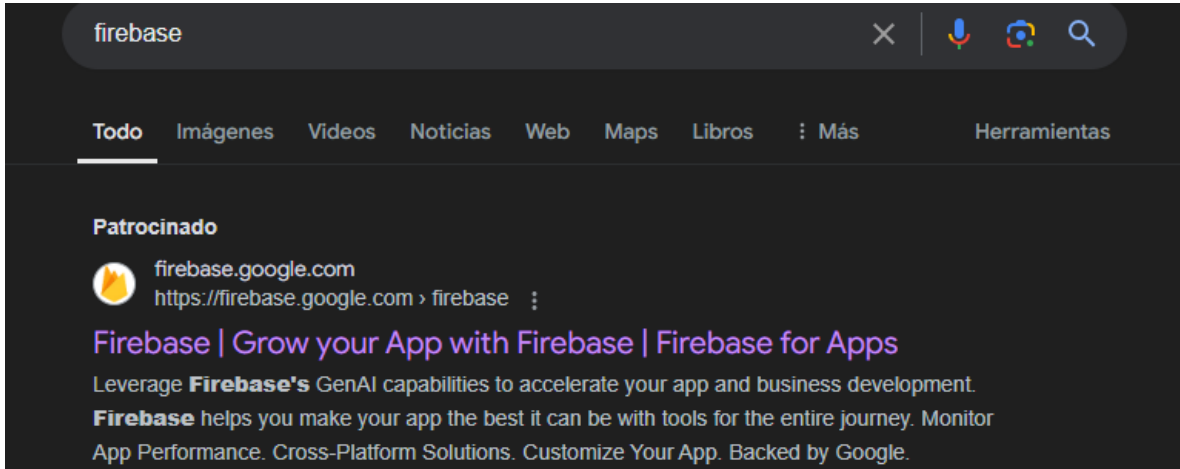 firebase
Todo Imágenes Videos Noticias Web Maps Libros Más Herramientas
Patrocinado
firebase.google.com
https://firebase.google.com › firebase
Firebase | Grow your App with Firebase | Firebase for Apps
Leverage Firebase's GenAI capabilities to accelerate your app and business development.
Firebase helps you make your app the best it can be with tools for the entire journey. Monitor
App Performance. Cross-Platform Solutions. Customize Your App. Backed by Google.